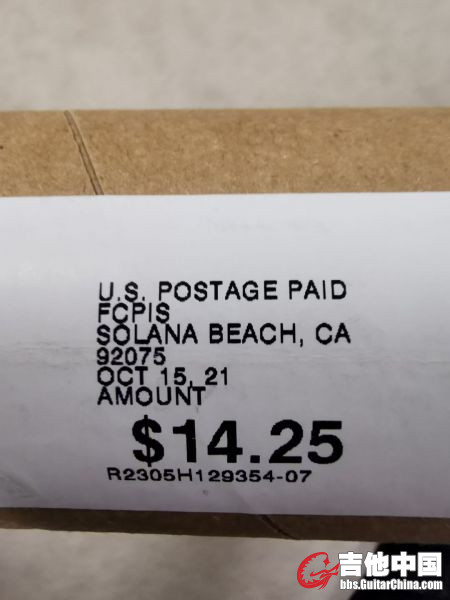 U.S. POSTAGE PAID
FCPIS
SOLANA BEACH, CA
92075
OCT 15, 21
AMOUNT
$14.25
R2305H129354-07
吉他中国
bbs.GuitarChina.com